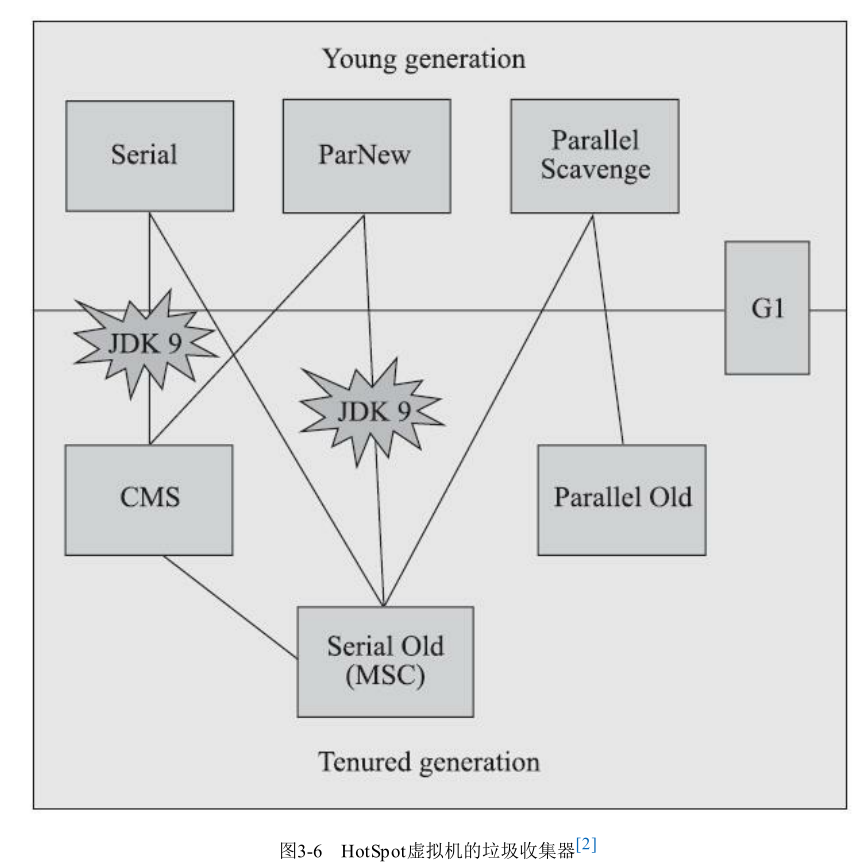 Young generation
Serial
ParNew
Parallel
Scavenge
G1
JDK 9
JDK 9
CMS
Parallel Old
Serial Old
(MSC)
Tenured generation
图3-6 HotSpot虚拟机的垃圾收集器[2]